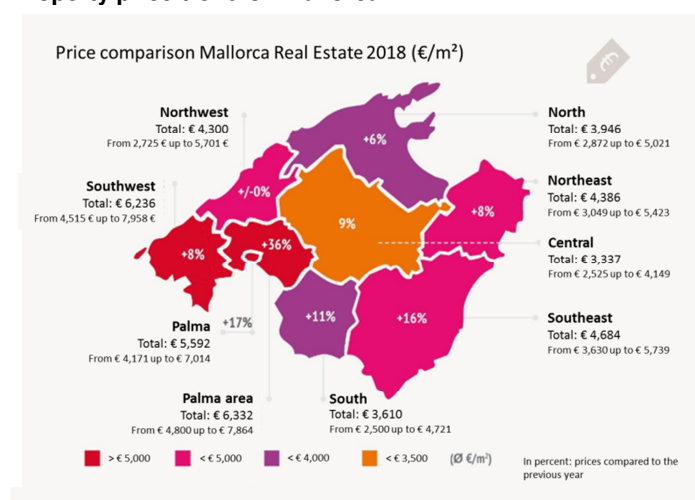 Price comparison Mallorca Real Estate 2018 (€/m²)
Northwest
Total: € 4,300
From 2,725 € up to 5,701 €
North
Total: € 3,946
From € 2,872 up to € 5,021
+6%
Southwest
Total: € 6,236
From 4,515 € up to 7,958 €
+/-0%
Northeast
Total: € 4,386
From € 3,049 up to € 5,423
+8%
9%
+36%
+8%
Central
Total: € 3,337
From € 2,525 up to € 4,149
+17%
+11%
+16%
Southeast
Total: € 4,684
From € 3,630 up to € 5,739
Palma
Total: € 5,592
From € 4,171 up to € 7,014
Palma area
Total: € 6,332
From € 4,800 up to € 7,864
South
Total: € 3,610
From € 2,500 up to € 4,721
> € 5,000
< € 5,000
< € 4,000
< € 3,500
(Ø €/m²)
In percent: prices compared to the
previous year